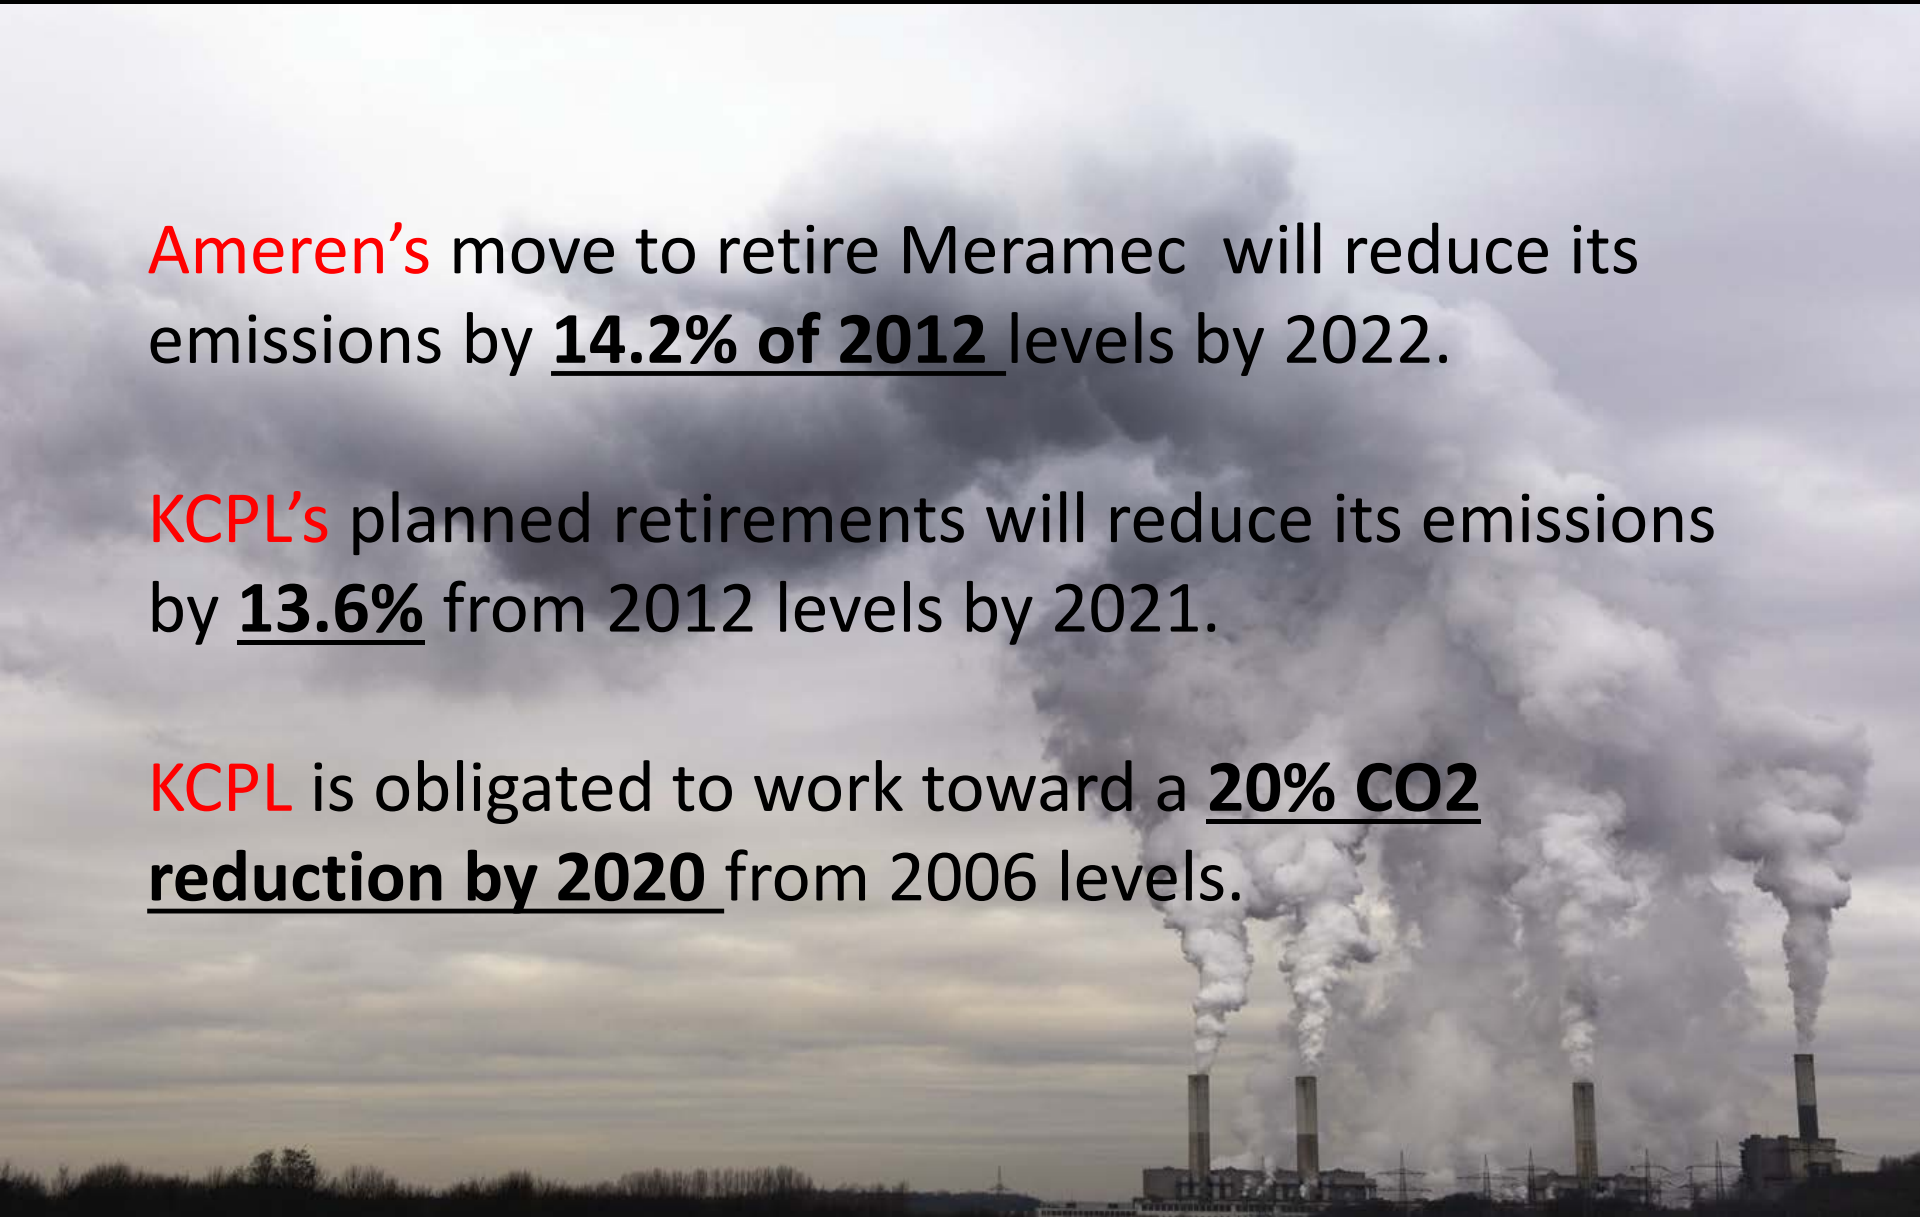 Ameren’s move to retire Meramec  will reduce its
emissions by 14.2% of 2012 levels by 2022.
KCPL’s planned retirements will reduce its emissions
by 13.6% from 2012 levels by 2021.
KCPL is obligated to work toward a 20% CO2
reduction by 2020 from 2006 levels.